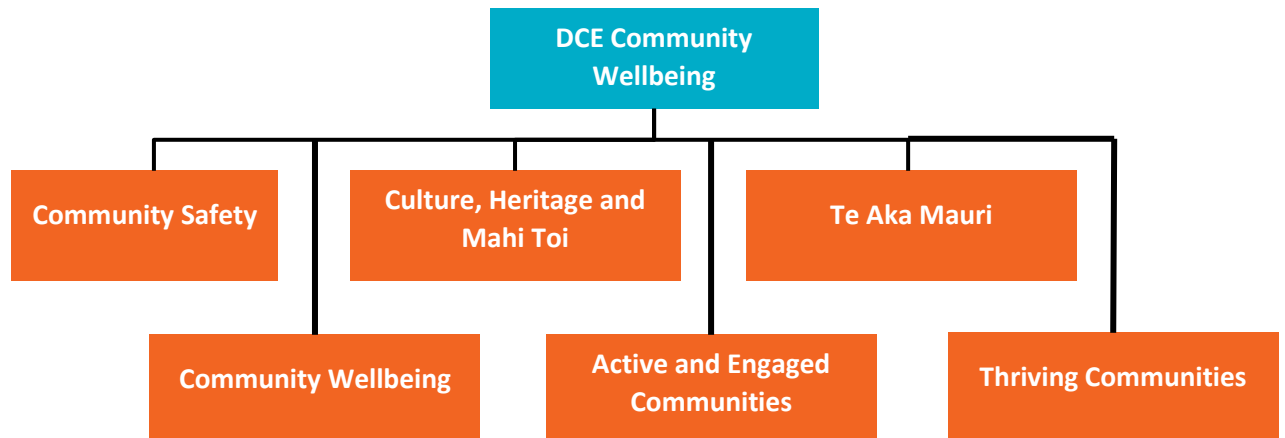 DCE Community
Wellbeing
Community Safety
Culture, Heritage and
Mahi Toi
Te Aka Mauri
Community Wellbeing
Active and Engaged
Communities
Thriving Communities